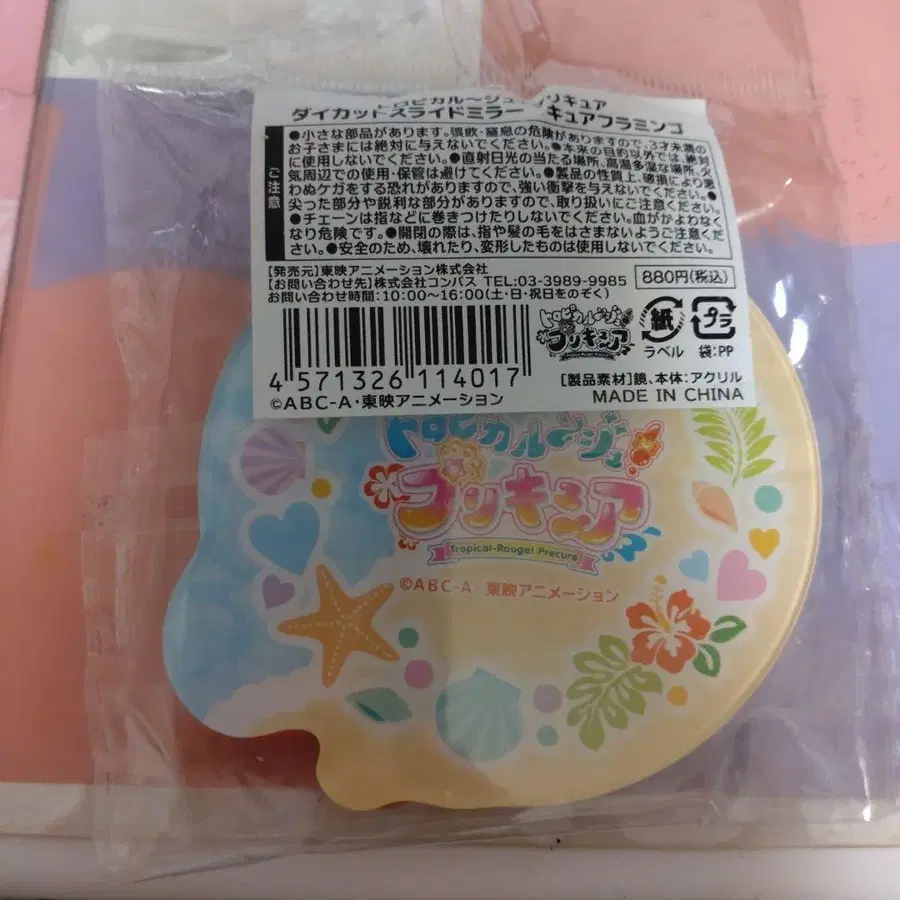 トロピカル〜ジュ!プリキュア
ダイカットスライドミラー キュアフラミンゴ
ご注意
●小さな部品があります。誤飲・窒息の危険がありますので、3才未満の
お子さまには絶対に与えないでください。●本来の目的以外では、絶対
に使用しないでください。●直射日光の当たる場所、高温多湿な場所、火
気周辺での使用・保管は避けてください。●製品の性質上、破損により思
わぬケガをする恐れがありますので、強い衝撃を与えないでください。●
尖った部分や鋭利な部分がありますので、取り扱いにご注意ください。
●チェーンは指などに巻きつけたりしないでください。血がかよわなく
なり危険です。●開閉の際は、指や髪の毛をはさまないようご注意くださ
い。●安全のため、壊れたり、変形したものは使用しないでください。
【発売元】東映アニメーション株式会社
【お問い合わせ先】株式会社コンパス TEL:03-3989-9985
お問い合わせ時間:10:00〜16:00(土・日・祝日をのぞく)
880円(税込)
トロピカル〜ジュ!
プリキュア
紙
ラベル
プラ
袋:PP
4 571326 114017
©ABC-A・東映アニメーション
【製品素材】鏡、本体:アクリル
MADE IN CHINA
トロピカル〜ジュ!
プリキュア
Tropical-Rouge! Precure
©ABC-A・東映アニメーション